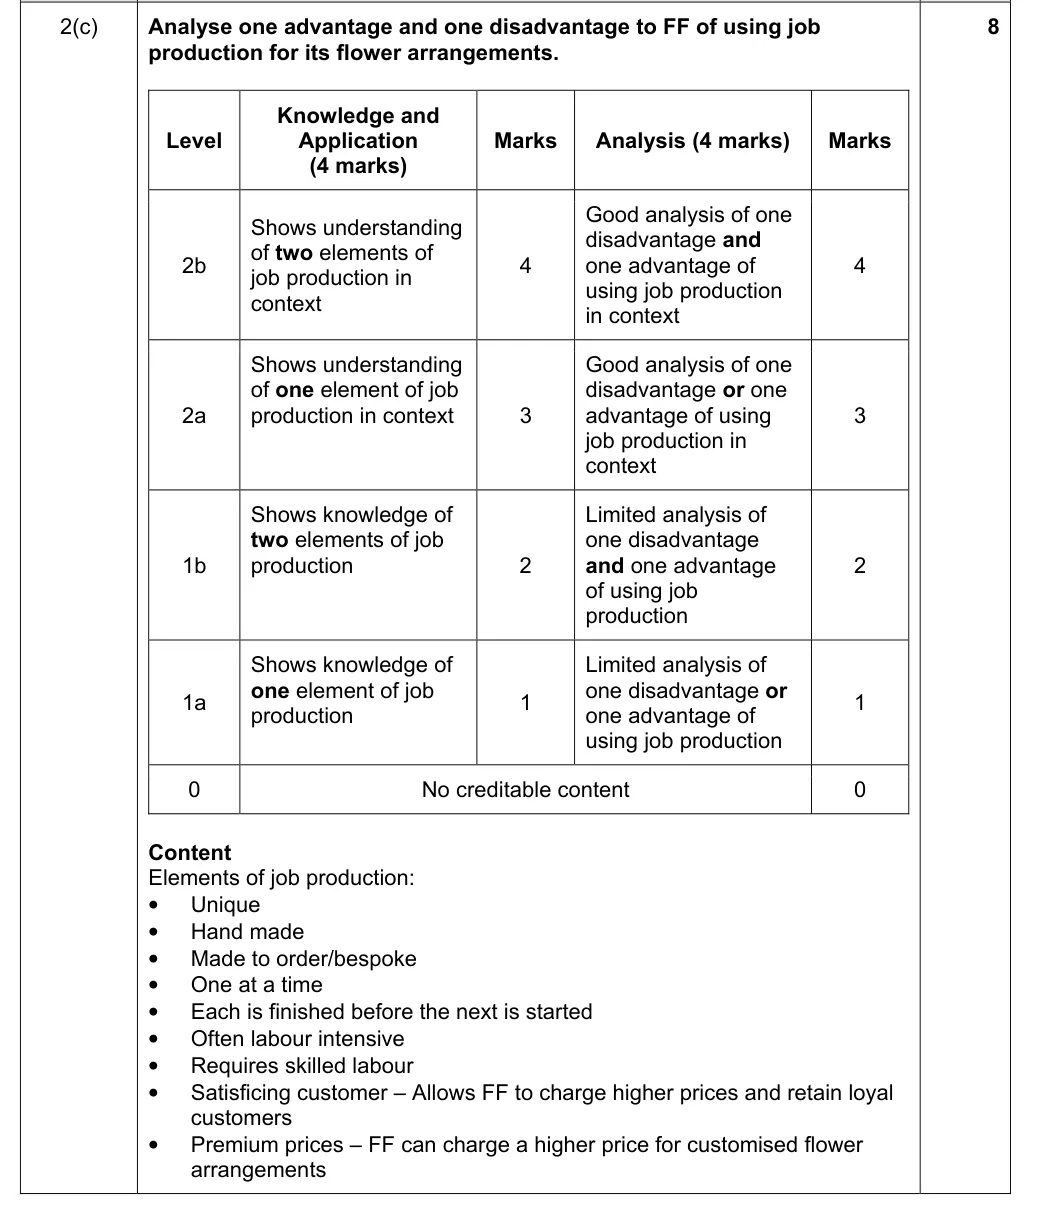 2(c)
Analyse one advantage and one disadvantage to FF of using job
production for its flower arrangements.
8
Level
Knowledge and
Application
(4 marks)
Marks
Analysis (4 marks)
Marks
2b
Shows understanding
of two elements of
job production in
context
4
Good analysis of one
disadvantage and
one advantage of
using job production
in context
4
2a
Shows understanding
of one element of job
production in context
3
Good analysis of one
disadvantage or one
advantage of using
job production in
context
3
1b
Shows knowledge of
two elements of job
production
2
Limited analysis of
one disadvantage
and one advantage
of using job
production
2
1a
Shows knowledge of
one element of job
production
1
Limited analysis of
one disadvantage or
one advantage of
using job production
1
0
No creditable content
0
Content
Elements of job production:
• Unique
• Hand made
• Made to order/bespoke
• One at a time
• Each is finished before the next is started
• Often labour intensive
• Requires skilled labour
• Satisficing customer – Allows FF to charge higher prices and retain loyal
customers
• Premium prices – FF can charge a higher price for customised flower
arrangements